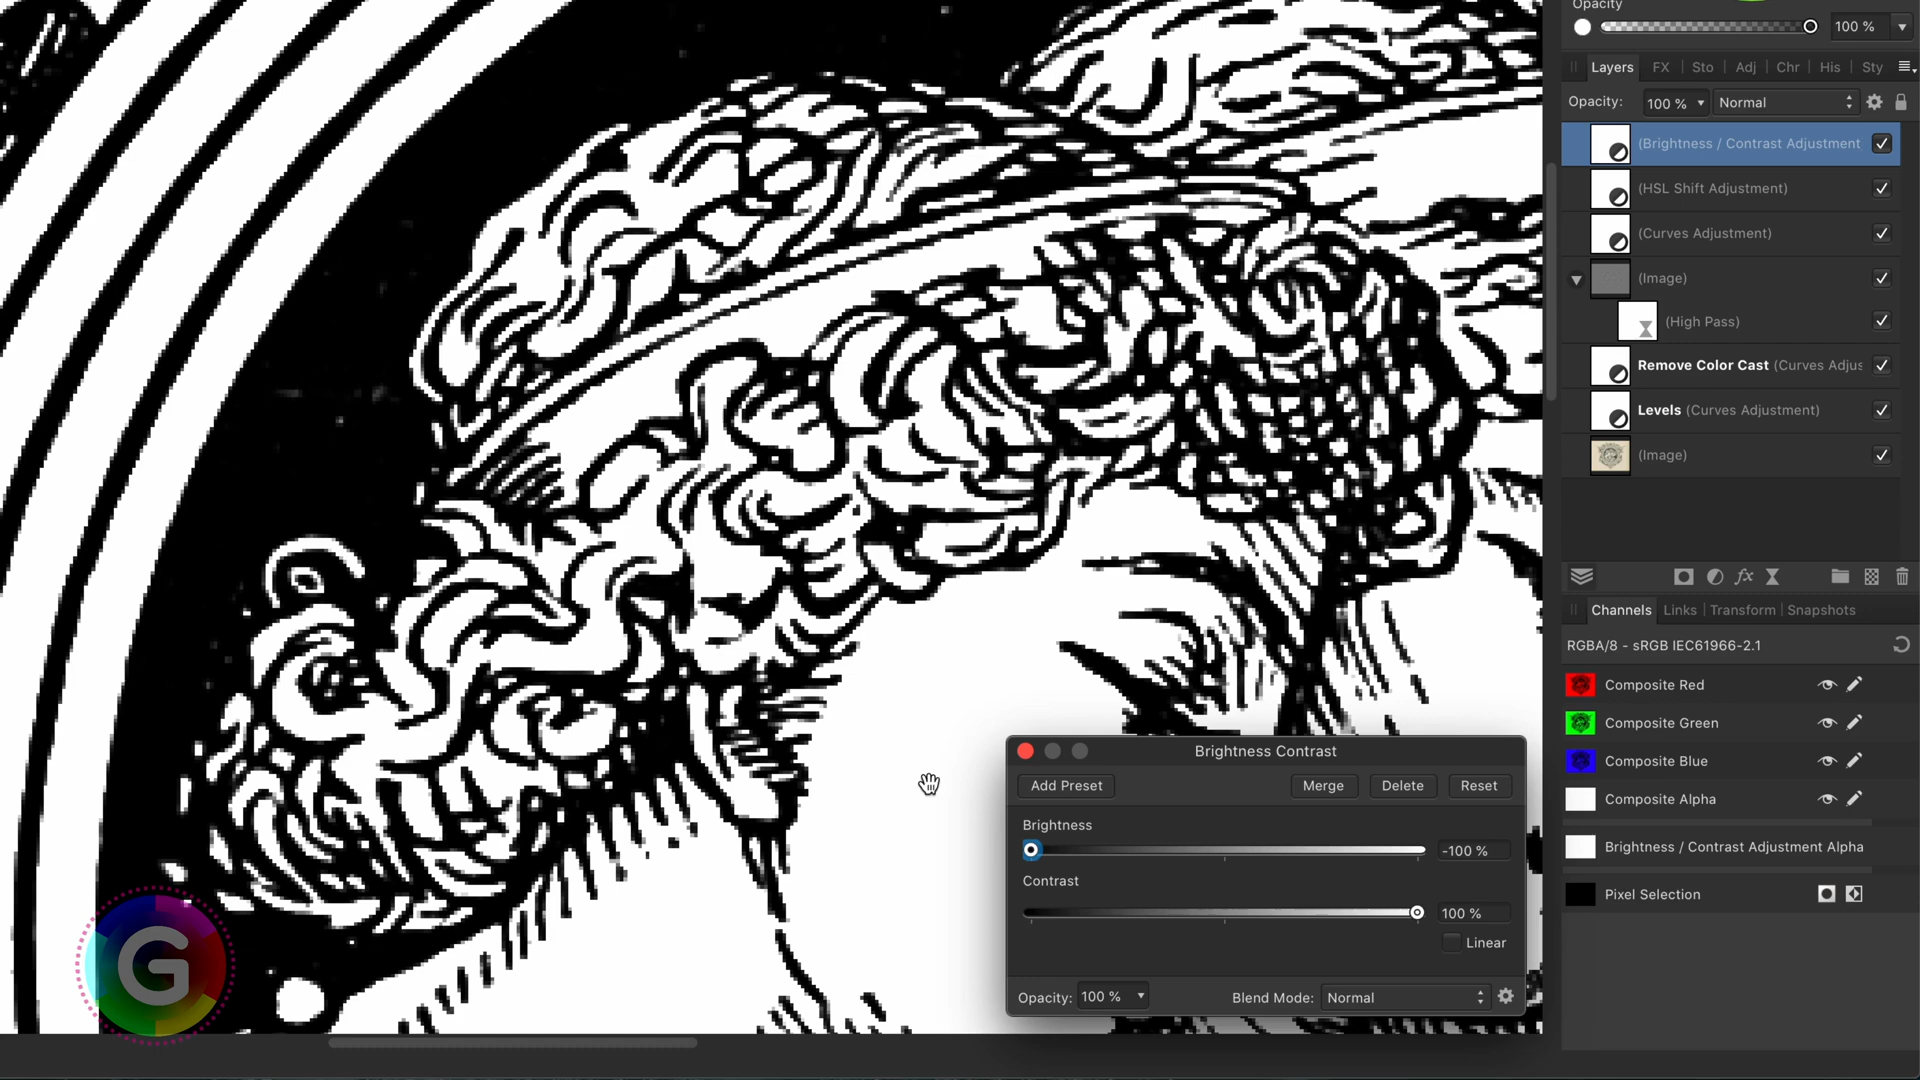 Opacity
100 %
Layers FX Sto Adj Chr His Sty
Opacity: 100 % Normal
(Brightness / Contrast Adjustment
(HSL Shift Adjustment)
(Curves Adjustment)
(Image)
(High Pass)
Remove Color Cast (Curves Adjus
Levels (Curves Adjustment)
(Image)
fx
Channels Links Transform Snapshots
RGBA/8 - sRGB IEC61966-2.1
Composite Red
Composite Green
Composite Blue
Composite Alpha
Brightness / Contrast Adjustment Alpha
Pixel Selection
Brightness Contrast
Add Preset Merge Delete Reset
Brightness
-100 %
Contrast
100 %
Linear
Opacity: 100 % Blend Mode: Normal
G